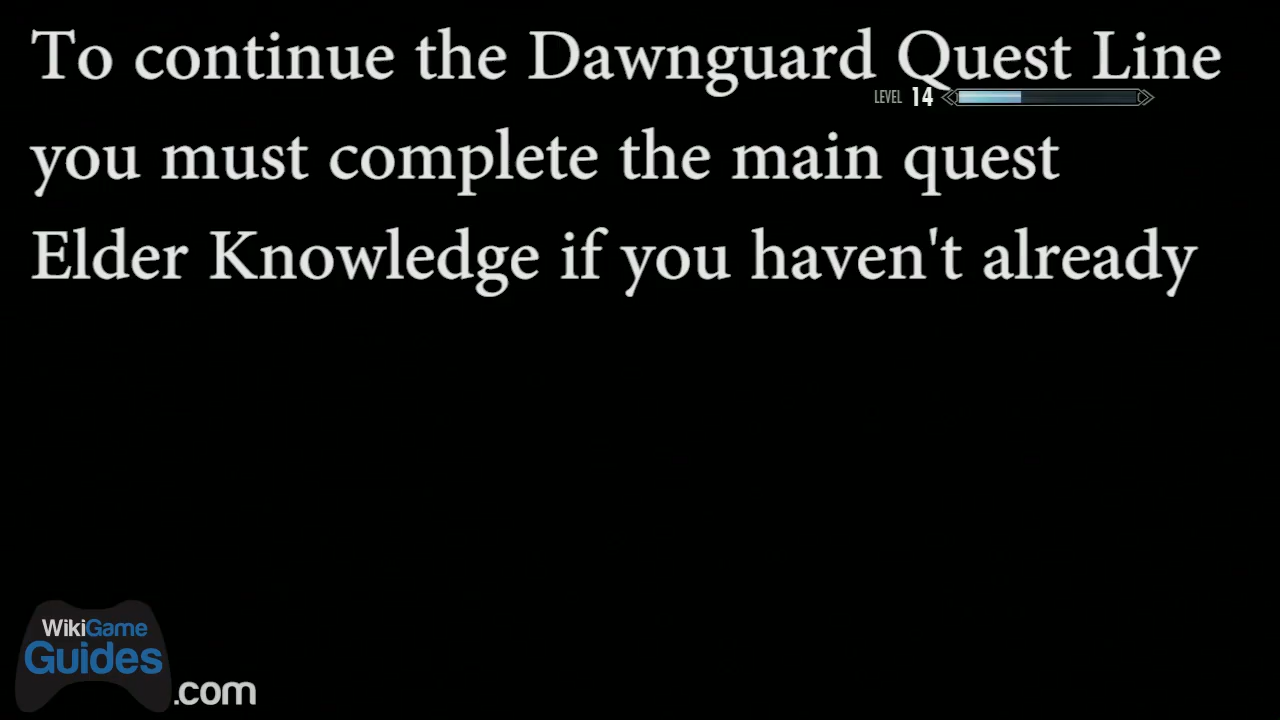 To continue the Dawnguard Quest Line
LEVEL 14
you must complete the main quest
Elder Knowledge if you haven't already
WikiGame
Guides
.com